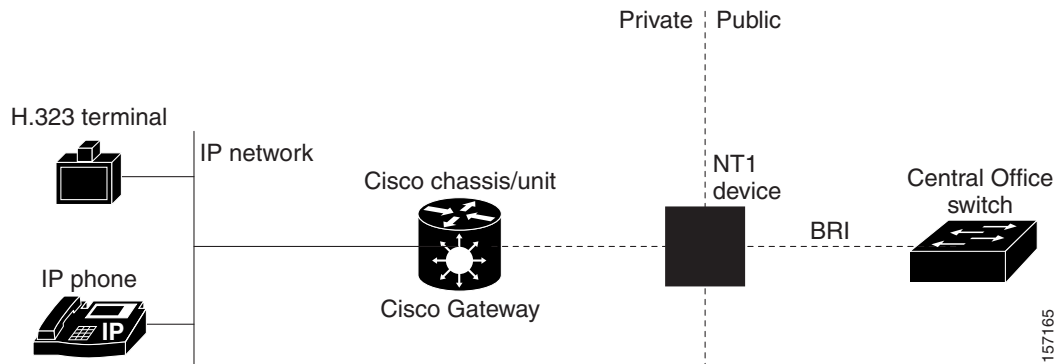 Private
Public
H.323 terminal
IP network
Cisco chassis/unit
NT1
device
Central Office
switch
BRI
IP phone
IP
Cisco Gateway
157165